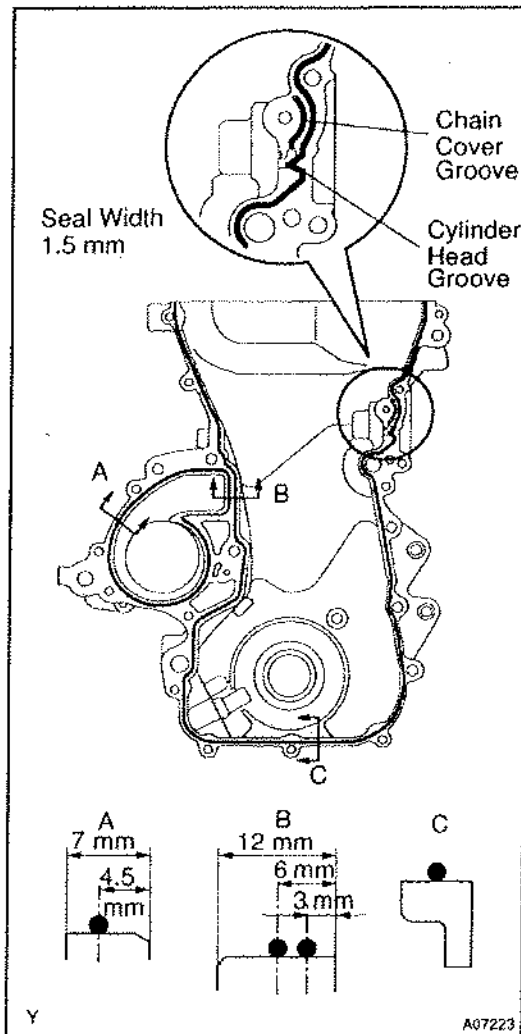 Chain
Cover
Groove
Seal Width
1.5 mm
Cylinder
Head
Groove
A
B
C
A
7 mm
4.5
mm
B
12 mm
6 mm
3 mm
C
Y
A07223